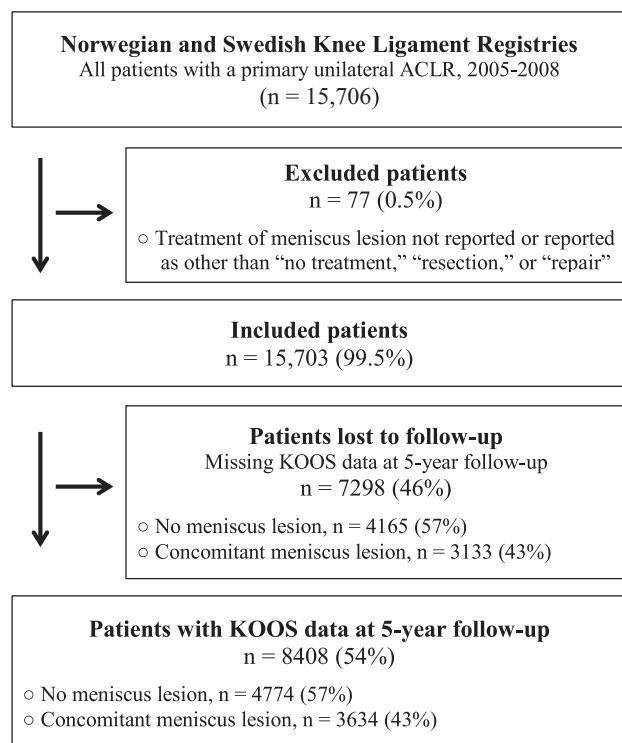 Norwegian and Swedish Knee Ligament Registries
All patients with a primary unilateral ACLR, 2005-2008
(n = 15,706)
Excluded patients
n = 77 (0.5%)
○ Treatment of meniscus lesion not reported or reported
as other than “no treatment,” “resection,” or “repair”
Included patients
n = 15,703 (99.5%)
Patients lost to follow-up
Missing KOOS data at 5-year follow-up
n = 7298 (46%)
○ No meniscus lesion, n = 4165 (57%)
○ Concomitant meniscus lesion, n = 3133 (43%)
Patients with KOOS data at 5-year follow-up
n = 8408 (54%)
○ No meniscus lesion, n = 4774 (57%)
○ Concomitant meniscus lesion, n = 3634 (43%)